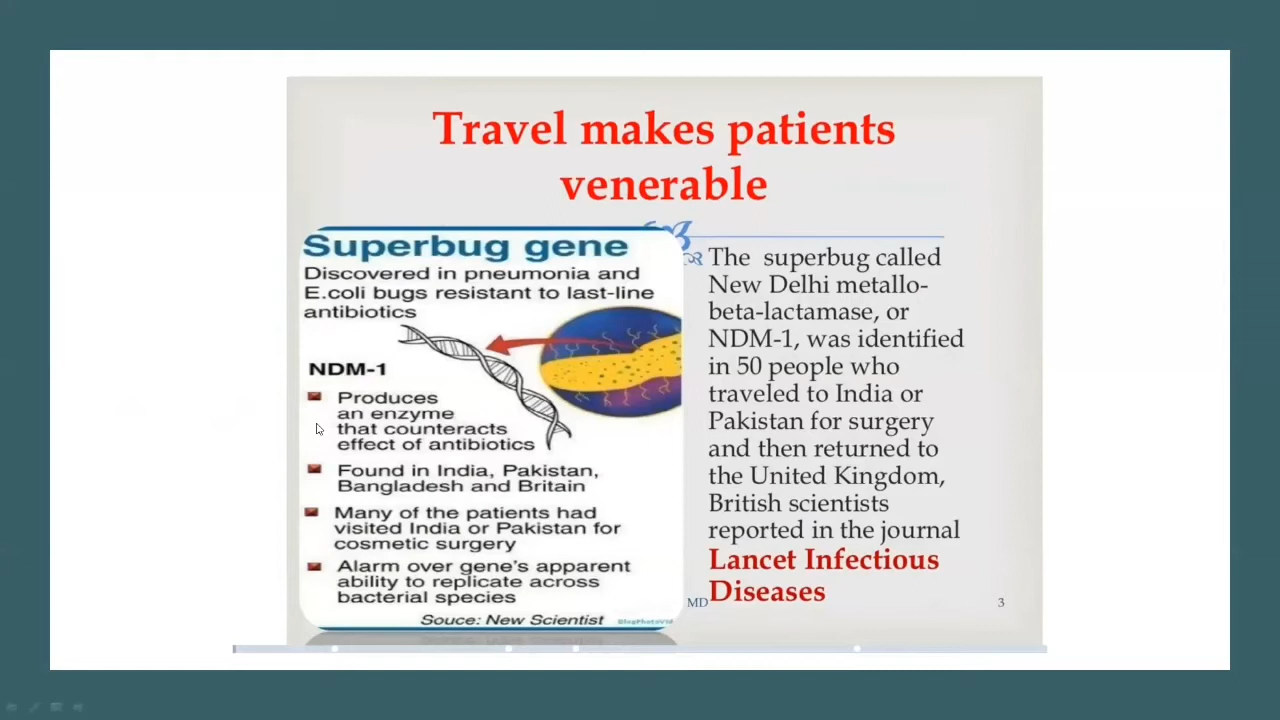 Travel makes patients
venerable
Superbug gene
Discovered in pneumonia and
E.coli bugs resistant to last-line
antibiotics
NDM-1
Produces
an enzyme
that counteracts
effect of antibiotics
Found in India, Pakistan,
Bangladesh and Britain
Many of the patients had
visited India or Pakistan for
cosmetic surgery
Alarm over gene's apparent
ability to replicate across
bacterial species
Souce: New Scientist
BlogPhotoVid
The superbug called
New Delhi metallo-
beta-lactamase, or
NDM-1, was identified
in 50 people who
traveled to India or
Pakistan for surgery
and then returned to
the United Kingdom,
British scientists
reported in the journal
Lancet Infectious
Diseases
MD
3